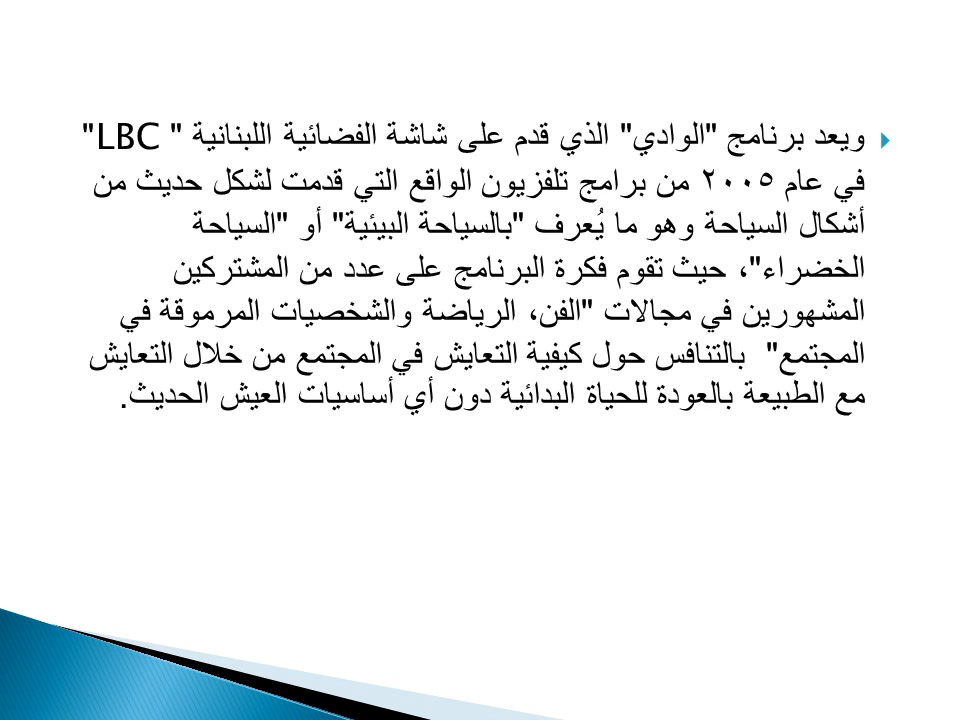 ويعد برنامج "الوادي" الذي قدم على شاشة الفضائية اللبنانية " LBC"
في عام ٢٠٠٥ من برامج تلفزيون الواقع التي قدمت لشكل حديث من
أشكال السياحة وهو ما يُعرف "بالسياحة البيئية" أو "السياحة
الخضراء"، حيث تقوم فكرة البرنامج على عدد من المشتركين
المشهورين في مجالات "الفن، الرياضة والشخصيات المرموقة في
المجتمع" بالتنافس حول كيفية التعايش في المجتمع من خلال التعايش
مع الطبيعة بالعودة للحياة البدائية دون أي أساسيات العيش الحديث.